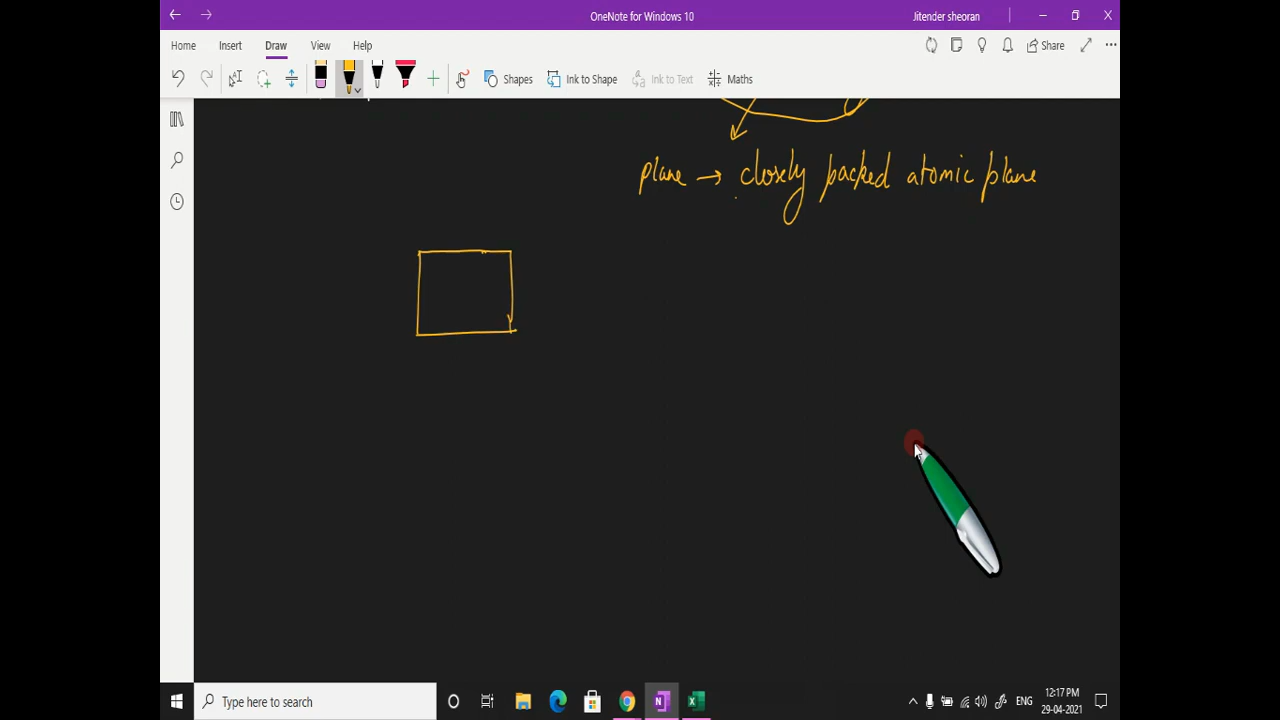 OneNote for Windows 10
Jitender sheoran
Home Insert Draw View Help
Share
Shapes
Ink to Shape
Ink to Text
Maths
plane → closely packed atomic plane
Type here to search
ENG
12:17 PM
29-04-2021